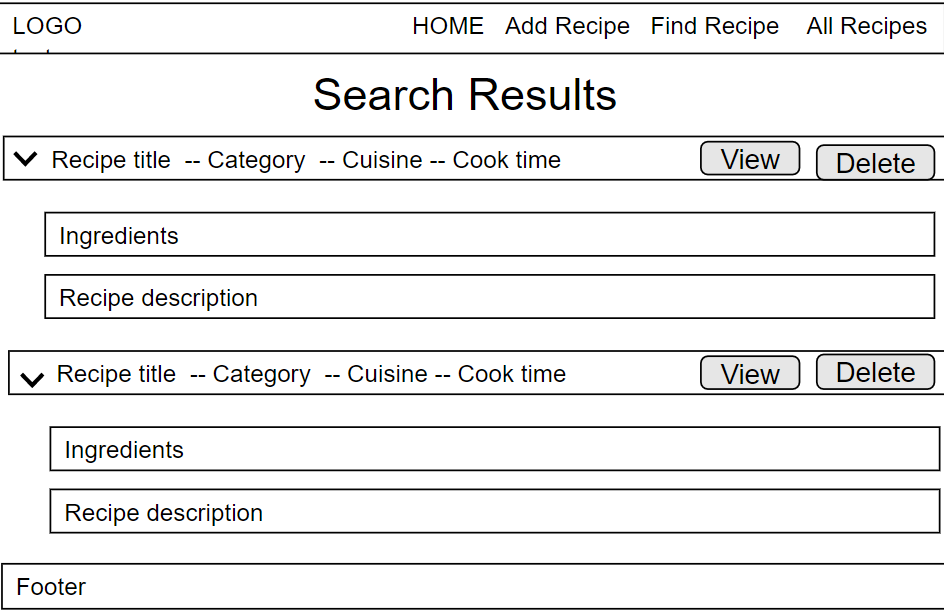 LOGO HOME Add Recipe Find Recipe All Recipes
Search Results
Recipe title -- Category -- Cuisine -- Cook time View Delete
Ingredients
Recipe description
Recipe title -- Category -- Cuisine -- Cook time View Delete
Ingredients
Recipe description
Footer